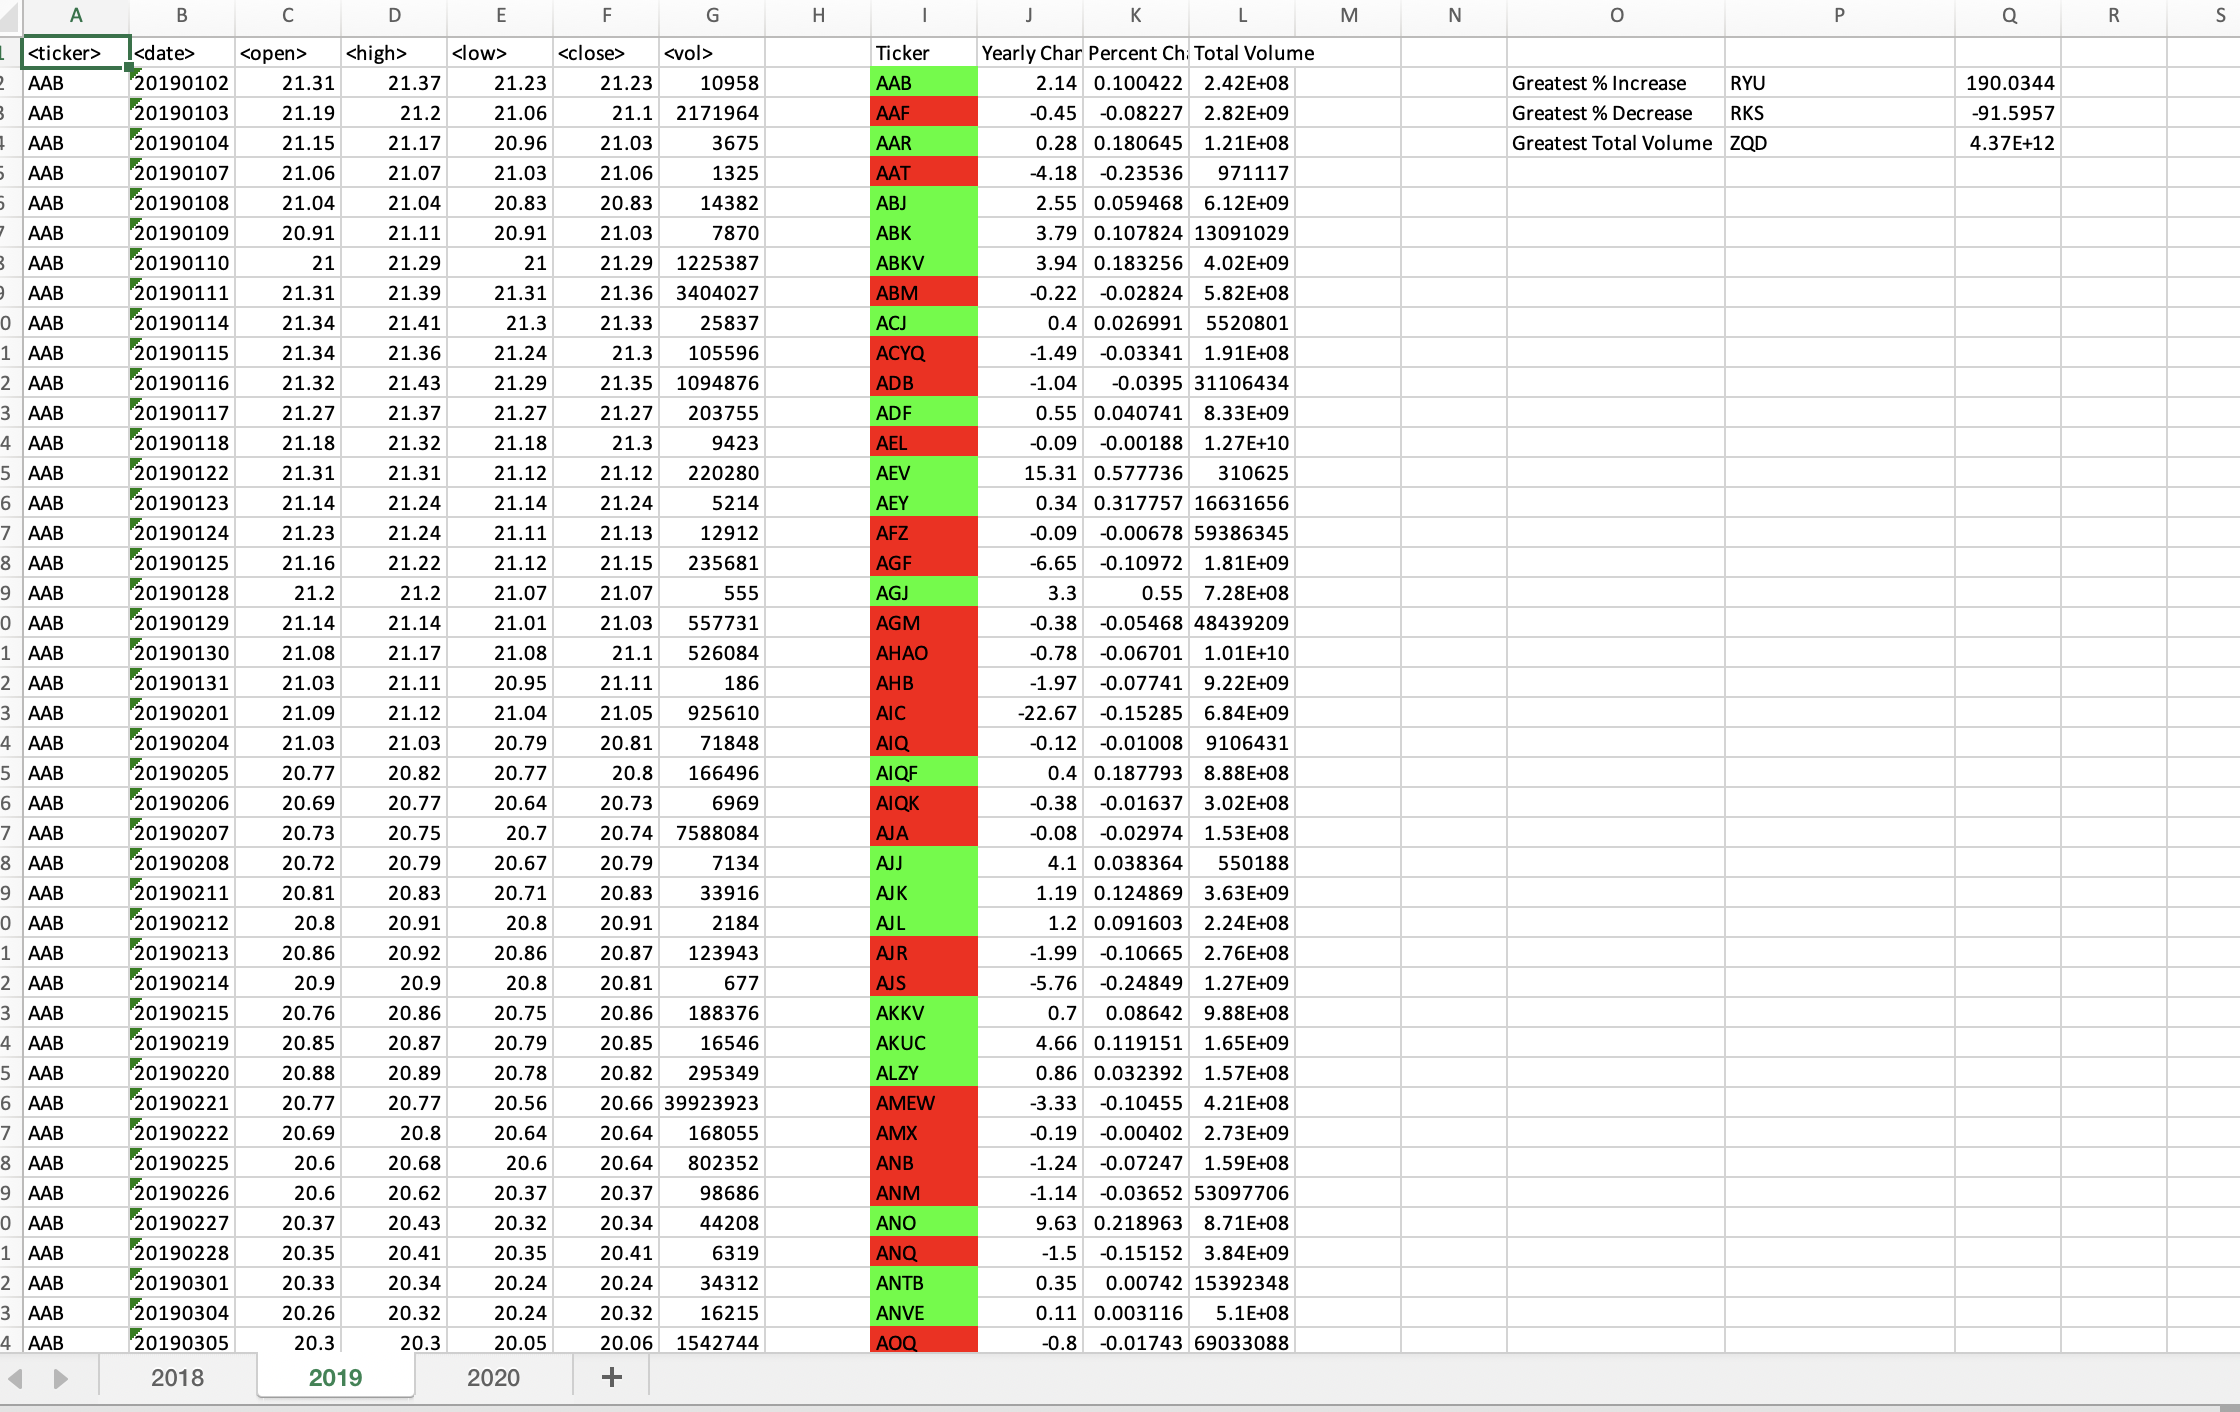 A B C D E F G H I J K L M N O P Q R S
1 <ticker> <date> <open> <high> <low> <close> <vol> Ticker Yearly Char Percent Ch Total Volume
2 AAB 20190102 21.31 21.37 21.23 21.23 10958 AAB 2.14 0.100422 2.42E+08 Greatest % Increase RYU 190.0344
3 AAB 20190103 21.19 21.2 21.06 21.1 2171964 AAF -0.45 -0.08227 2.82E+09 Greatest % Decrease RKS -91.5957
4 AAB 20190104 21.15 21.17 20.96 21.03 3675 AAR 0.28 0.180645 1.21E+08 Greatest Total Volume ZQD 4.37E+12
5 AAB 20190107 21.06 21.07 21.03 21.06 1325 AAT -4.18 -0.23536 971117
6 AAB 20190108 21.04 21.04 20.83 20.83 14382 ABJ 2.55 0.059468 6.12E+09
7 AAB 20190109 20.91 21.11 20.91 21.03 7870 ABK 3.79 0.107824 13091029
8 AAB 20190110 21 21.29 21 21.29 1225387 ABKV 3.94 0.183256 4.02E+09
9 AAB 20190111 21.31 21.39 21.31 21.36 3404027 ABM -0.22 -0.02824 5.82E+08
0 AAB 20190114 21.34 21.41 21.3 21.33 25837 ACJ 0.4 0.026991 5520801
1 AAB 20190115 21.34 21.36 21.24 21.3 105596 ACYQ -1.49 -0.03341 1.91E+08
2 AAB 20190116 21.32 21.43 21.29 21.35 1094876 ADB -1.04 -0.0395 31106434
3 AAB 20190117 21.27 21.37 21.27 21.27 203755 ADF 0.55 0.040741 8.33E+09
4 AAB 20190118 21.18 21.32 21.18 21.3 9423 AEL -0.09 -0.00188 1.27E+10
5 AAB 20190122 21.31 21.31 21.12 21.12 220280 AEV 15.31 0.577736 310625
6 AAB 20190123 21.14 21.24 21.14 21.24 5214 AEY 0.34 0.317757 16631656
7 AAB 20190124 21.23 21.24 21.11 21.13 12912 AFZ -0.09 -0.00678 59386345
8 AAB 20190125 21.16 21.22 21.12 21.15 235681 AGF -6.65 -0.10972 1.81E+09
9 AAB 20190128 21.2 21.2 21.07 21.07 555 AGJ 3.3 0.55 7.28E+08
0 AAB 20190129 21.14 21.14 21.01 21.03 557731 AGM -0.38 -0.05468 48439209
1 AAB 20190130 21.08 21.17 21.08 21.1 526084 AHAO -0.78 -0.06701 1.01E+10
2 AAB 20190131 21.03 21.11 20.95 21.11 186 AHB -1.97 -0.07741 9.22E+09
3 AAB 20190201 21.09 21.12 21.04 21.05 925610 AIC -22.67 -0.15285 6.84E+09
4 AAB 20190204 21.03 21.03 20.79 20.81 71848 AIQ -0.12 -0.01008 9106431
5 AAB 20190205 20.77 20.82 20.77 20.8 166496 AIQF 0.4 0.187793 8.88E+08
6 AAB 20190206 20.69 20.77 20.64 20.73 6969 AIQK -0.38 -0.01637 3.02E+08
7 AAB 20190207 20.73 20.75 20.7 20.74 7588084 AJA -0.08 -0.02974 1.53E+08
8 AAB 20190208 20.72 20.79 20.67 20.79 7134 AJJ 4.1 0.038364 550188
9 AAB 20190211 20.81 20.83 20.71 20.83 33916 AJK 1.19 0.124869 3.63E+09
0 AAB 20190212 20.8 20.91 20.8 20.91 2184 AJL 1.2 0.091603 2.24E+08
1 AAB 20190213 20.86 20.92 20.86 20.87 123943 AJR -1.99 -0.10665 2.76E+08
2 AAB 20190214 20.9 20.9 20.8 20.81 677 AJS -5.76 -0.24849 1.27E+09
3 AAB 20190215 20.76 20.86 20.75 20.86 188376 AKKV 0.7 0.08642 9.88E+08
4 AAB 20190219 20.85 20.87 20.79 20.85 16546 AKUC 4.66 0.119151 1.65E+09
5 AAB 20190220 20.88 20.89 20.78 20.82 295349 ALZY 0.86 0.032392 1.57E+08
6 AAB 20190221 20.77 20.77 20.56 20.66 39923923 AMEW -3.33 -0.10455 4.21E+08
7 AAB 20190222 20.69 20.8 20.64 20.64 168055 AMX -0.19 -0.00402 2.73E+09
8 AAB 20190225 20.6 20.68 20.6 20.64 802352 ANB -1.24 -0.07247 1.59E+08
9 AAB 20190226 20.6 20.62 20.37 20.37 98686 ANM -1.14 -0.03652 53097706
0 AAB 20190227 20.37 20.43 20.32 20.34 44208 ANO 9.63 0.218963 8.71E+08
1 AAB 20190228 20.35 20.41 20.35 20.41 6319 ANQ -1.5 -0.15152 3.84E+09
2 AAB 20190301 20.33 20.34 20.24 20.24 34312 ANTB 0.35 0.00742 15392348
3 AAB 20190304 20.26 20.32 20.24 20.32 16215 ANVE 0.11 0.003116 5.1E+08
4 AAB 20190305 20.3 20.3 20.05 20.06 1542744 AOQ -0.8 -0.01743 69033088
2018 2019 2020 +